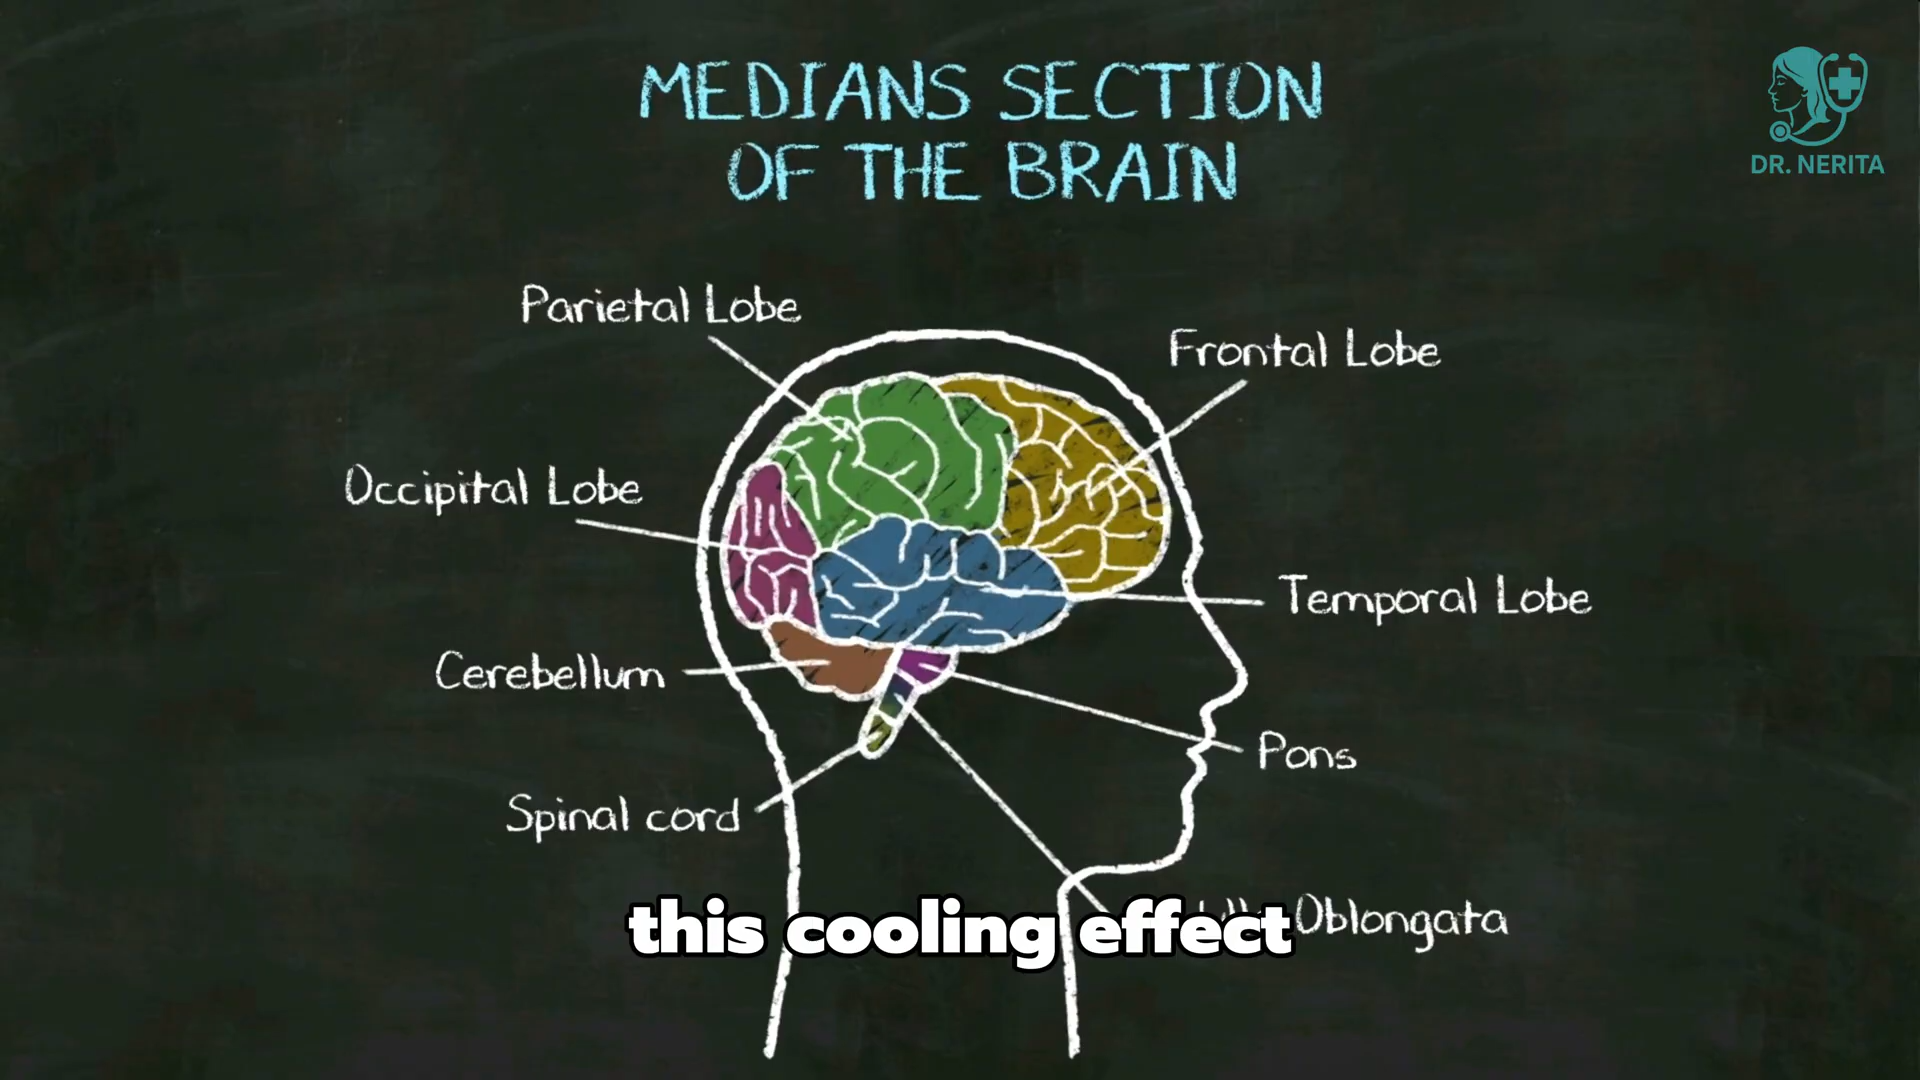 MEDIANS SECTION
OF THE BRAIN
DR. NERITA
Parietal Lobe
Frontal Lobe
Occipital Lobe
Temporal Lobe
Cerebellum
Pons
Spinal cord
Oblongata
this cooling effect